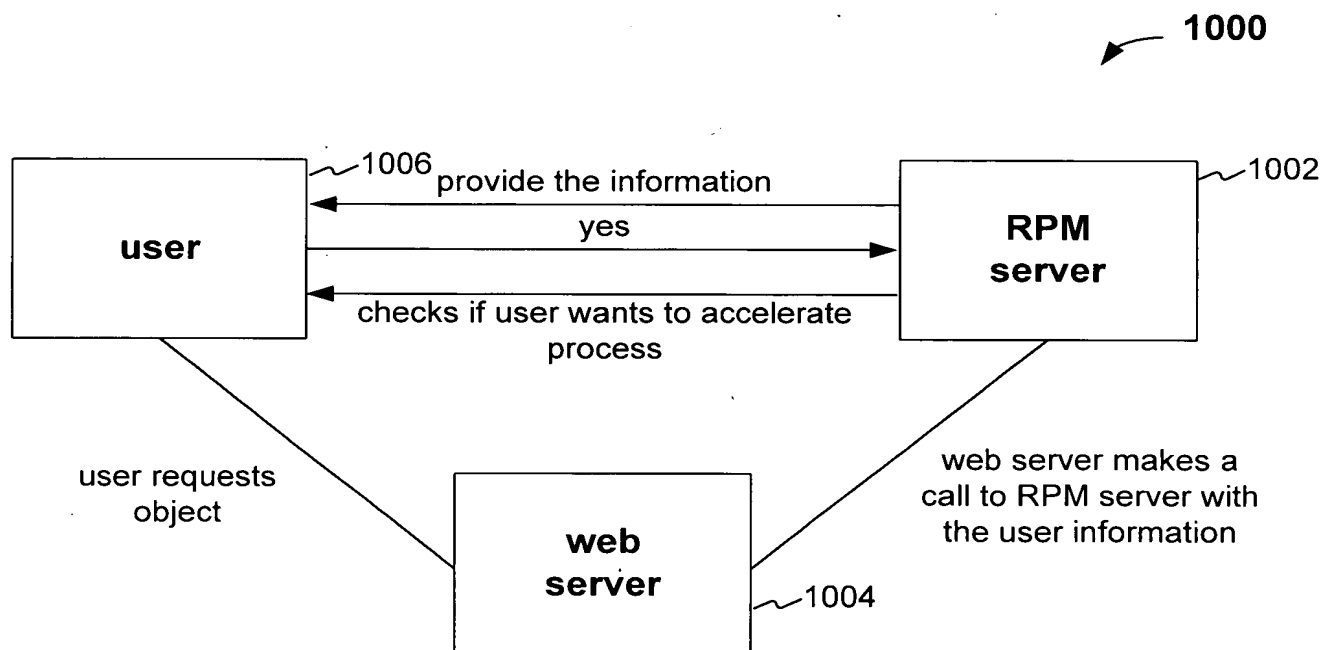 1000
1006
provide the information
1002
yes
user
RPM
server
checks if user wants to accelerate
process
user requests
object
web server makes a
call to RPM server with
the user information
web
server
1004